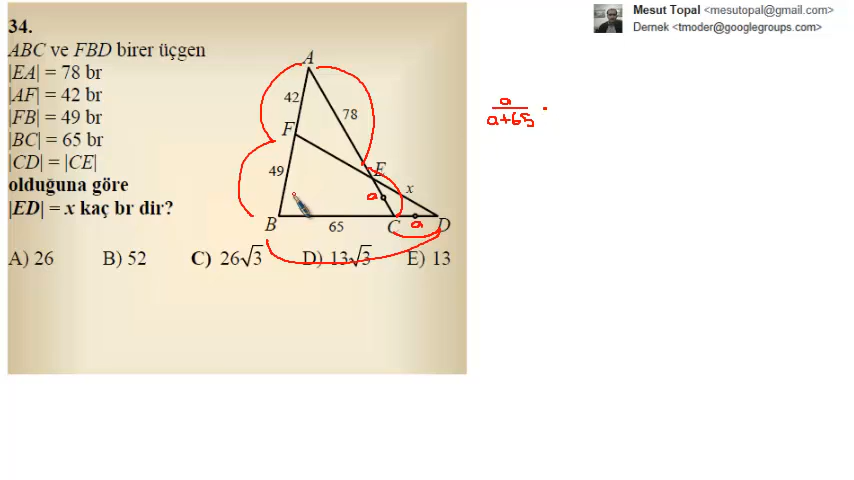 Mesut Topal <mesutopal@gmail.com>
Dernek <tmoder@googlegroups.com>
34.
ABC ve FBD birer üçgen
|EA| = 78 br
|AF| = 42 br
|FB| = 49 br
|BC| = 65 br
|CD| = |CE|
olduğuna göre
|ED| = x kaç br dir?
A
42
78
F
E
49
x
a
B
65
C
a
D
A) 26 B) 52 C) 26√3 D) 13√3 E) 13
a
a+65